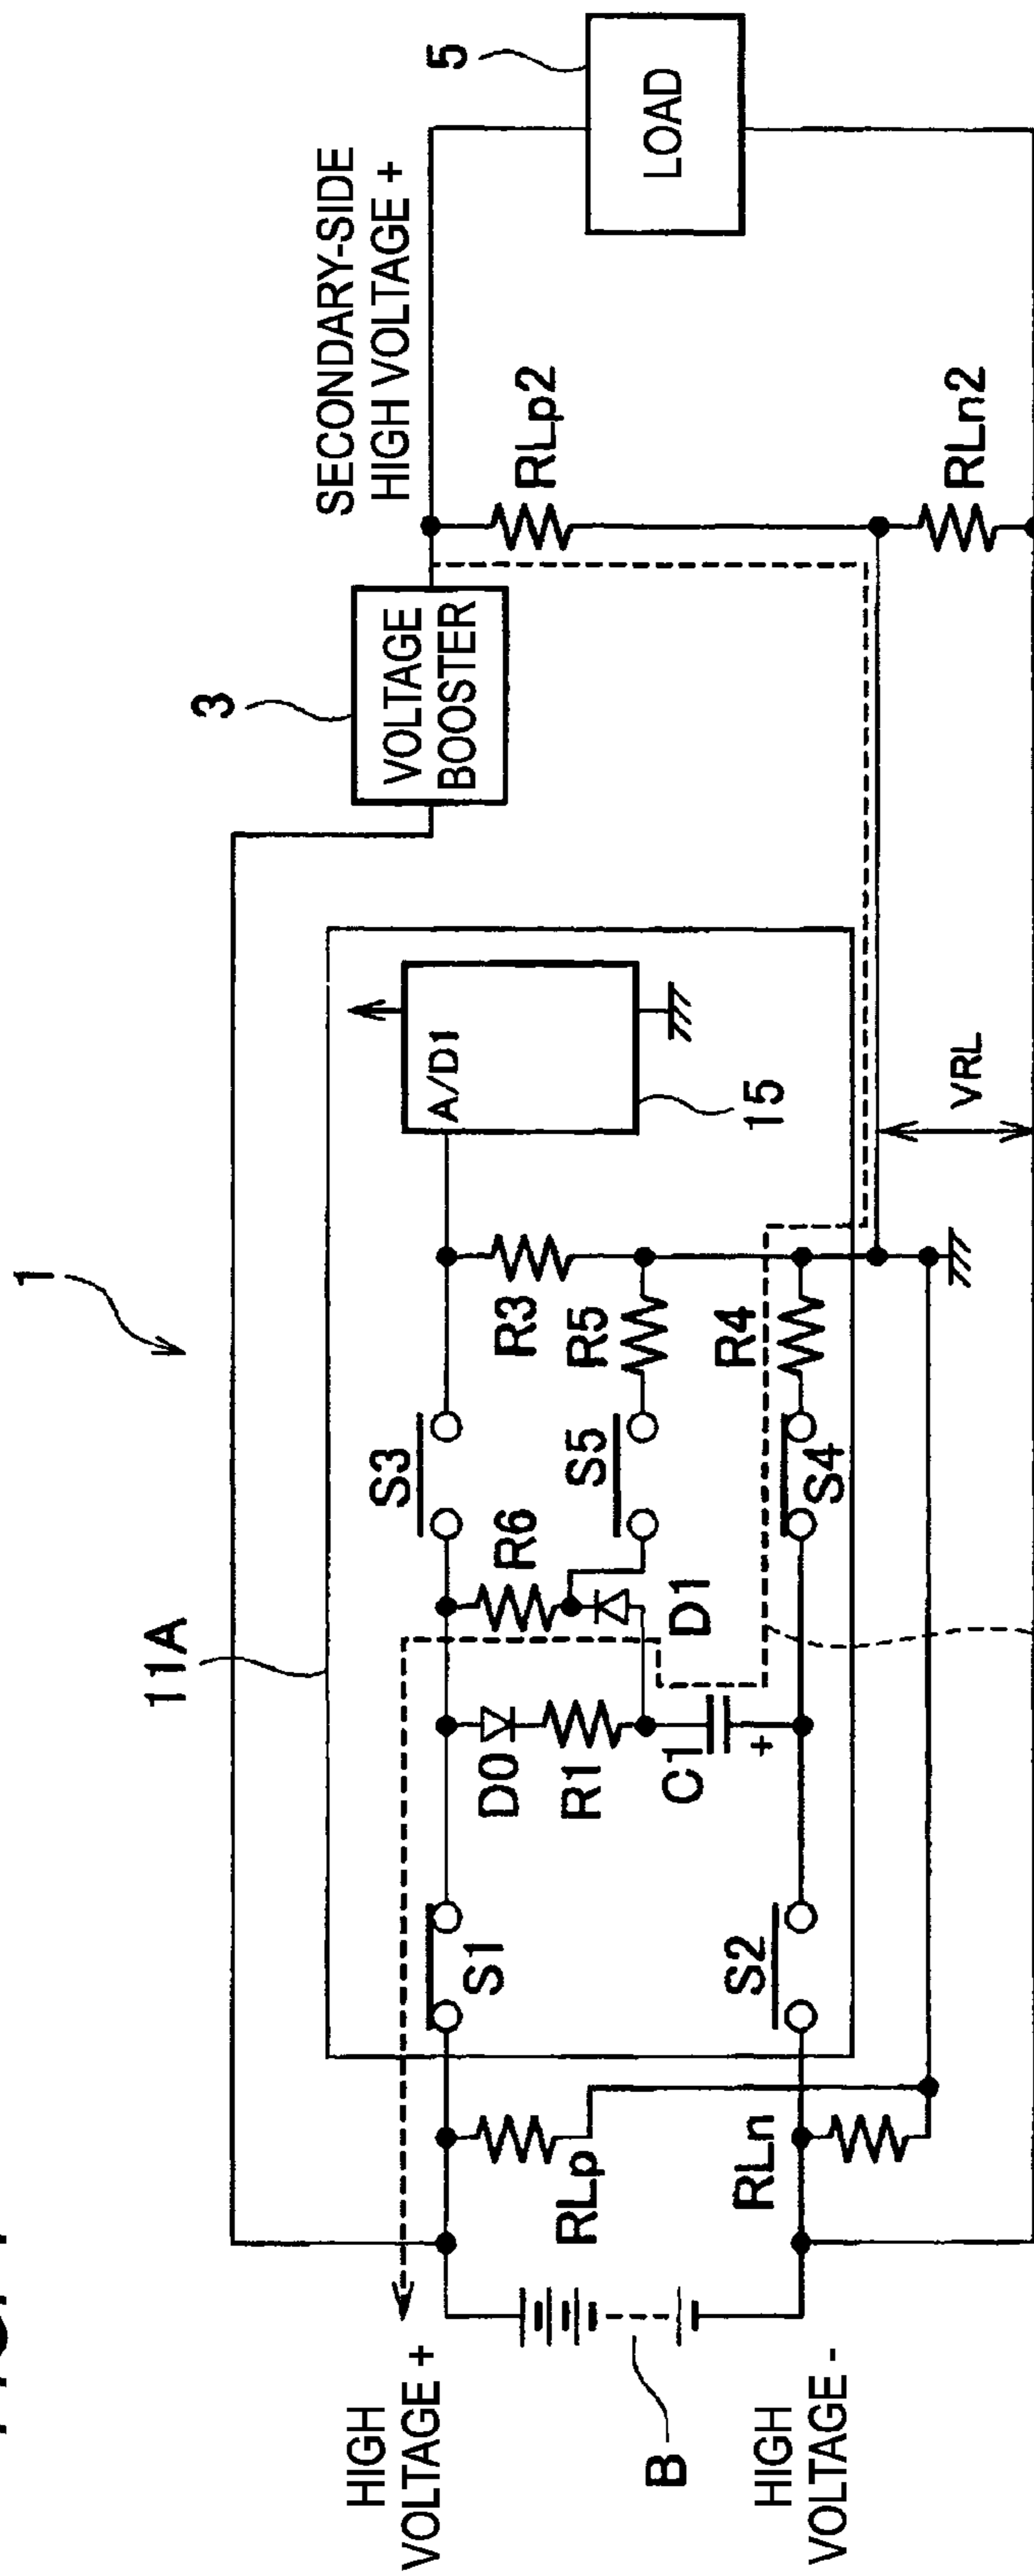 1
11A
3
5
SECONDARY-SIDE
HIGH VOLTAGE +
VOLTAGE
BOOSTER
LOAD
RLp2
RLn2
A/D1
15
VRL
S3
R3
R6
S5
R5
D1
S4
R4
D0
R1
C1
+
S1
S2
RLp
RLn
HIGH
VOLTAGE +
B
HIGH
VOLTAGE -